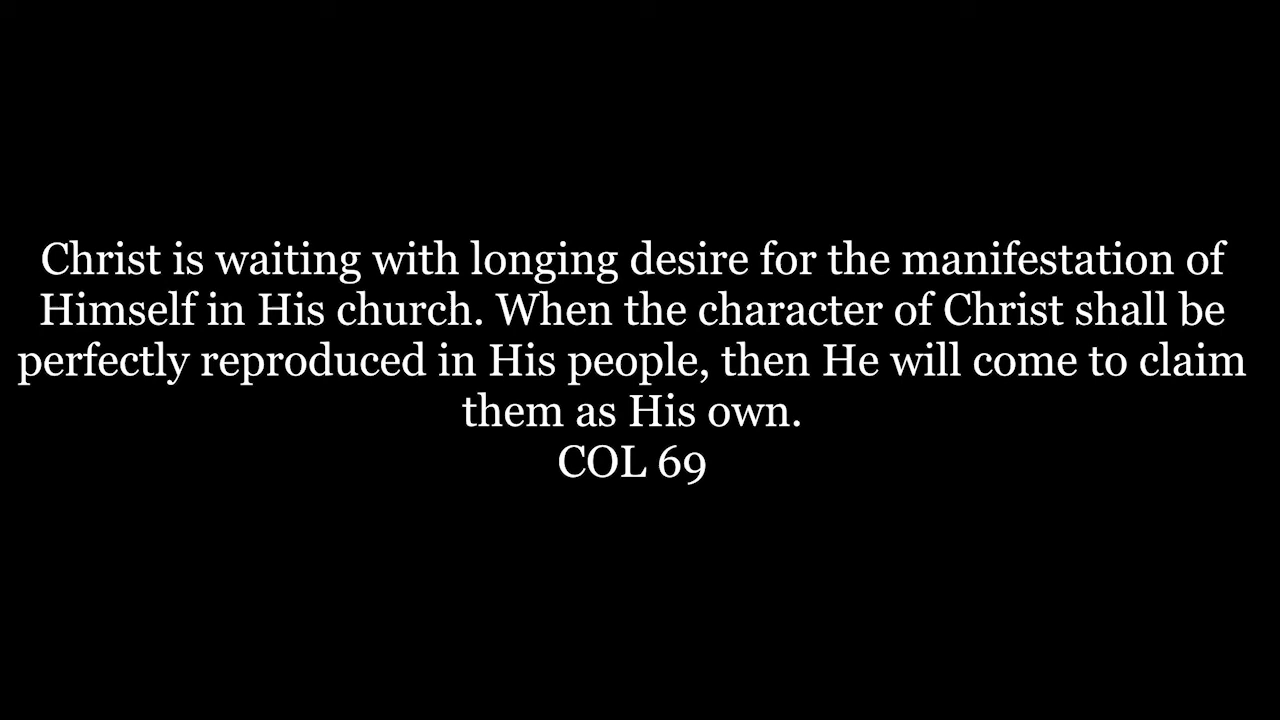 Christ is waiting with longing desire for the manifestation of
Himself in His church. When the character of Christ shall be
perfectly reproduced in His people, then He will come to claim
them as His own.
COL 69